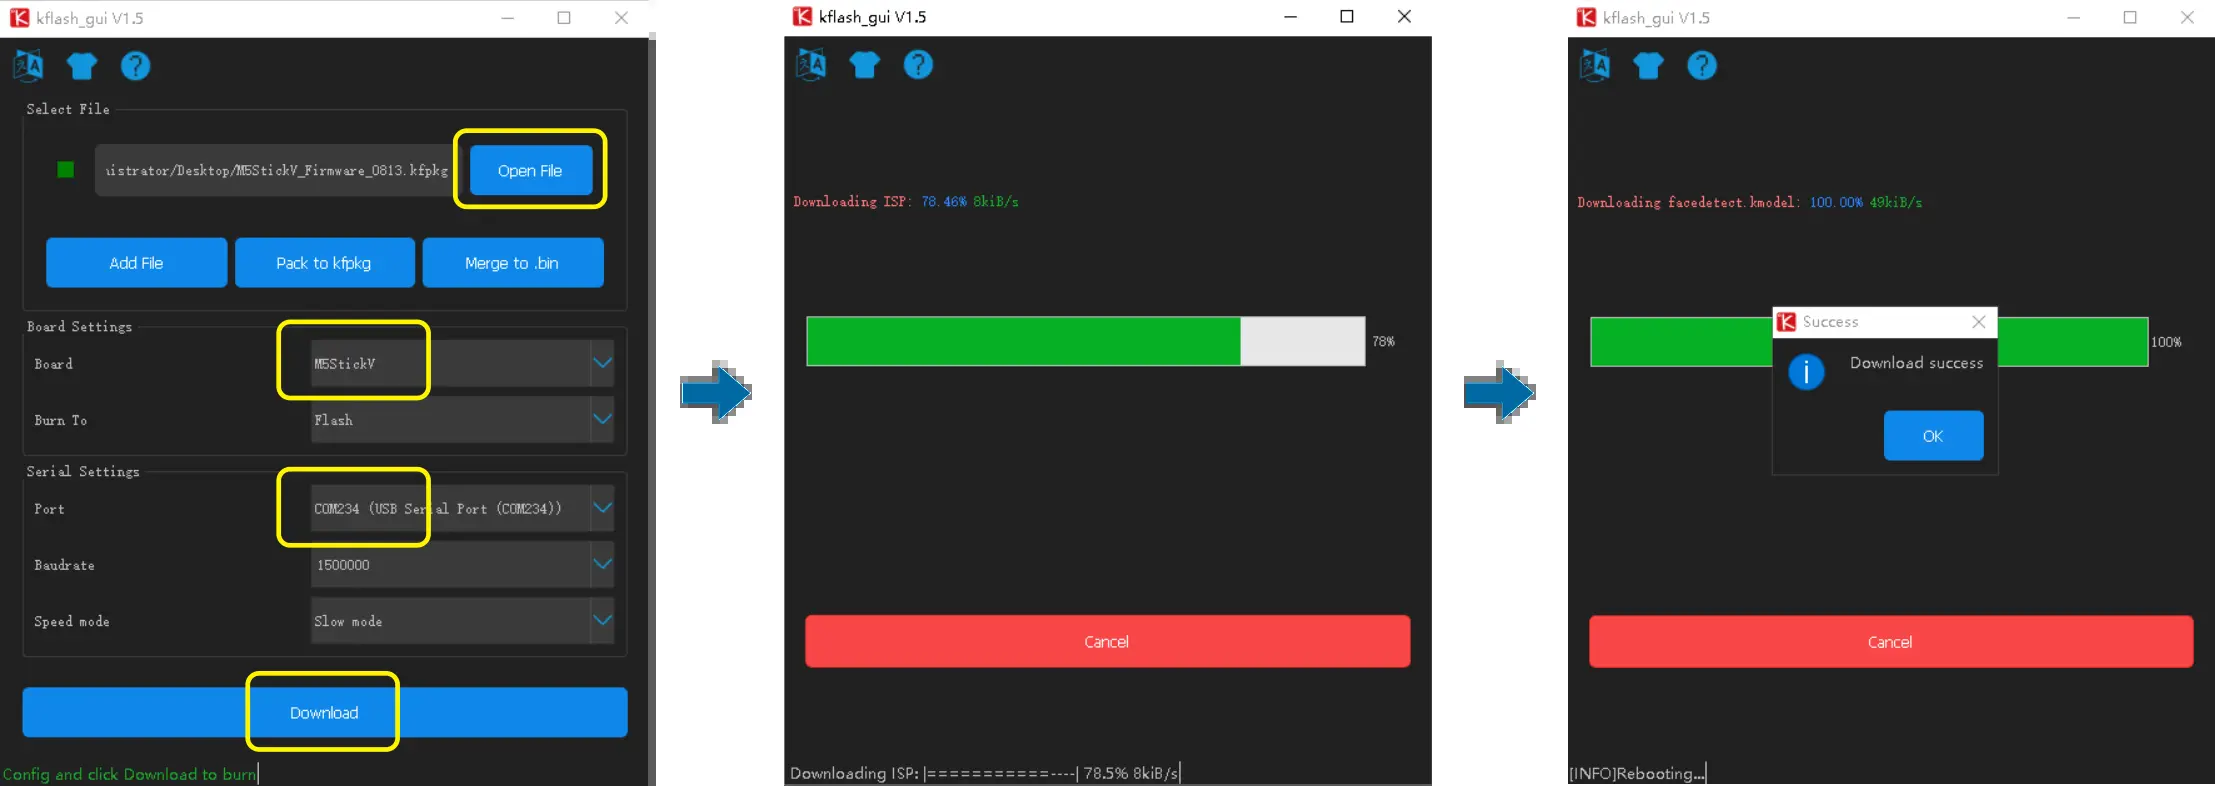 kflash_gui V1.5
Select File
istrator/Desktop/M5StickV_Firmware_0813.kfpkg
Open File
Add File
Pack to kfpkg
Merge to .bin
Board Settings
Board
M5StickV
Burn To
Flash
Serial Settings
Port
COM234 (USB Serial Port (COM234))
Baudrate
1500000
Speed mode
Slow mode
Download
Config and click Download to burn
kflash_gui V1.5
Downloading ISP: 78.46% 8kiB/s
78%
Cancel
Downloading ISP: |============----| 78.5% 8kiB/s
kflash_gui V1.5
Downloading facedetect.kmodel: 100.00% 49kiB/s
100%
Success
Download success
OK
Cancel
[INFO]Rebooting...